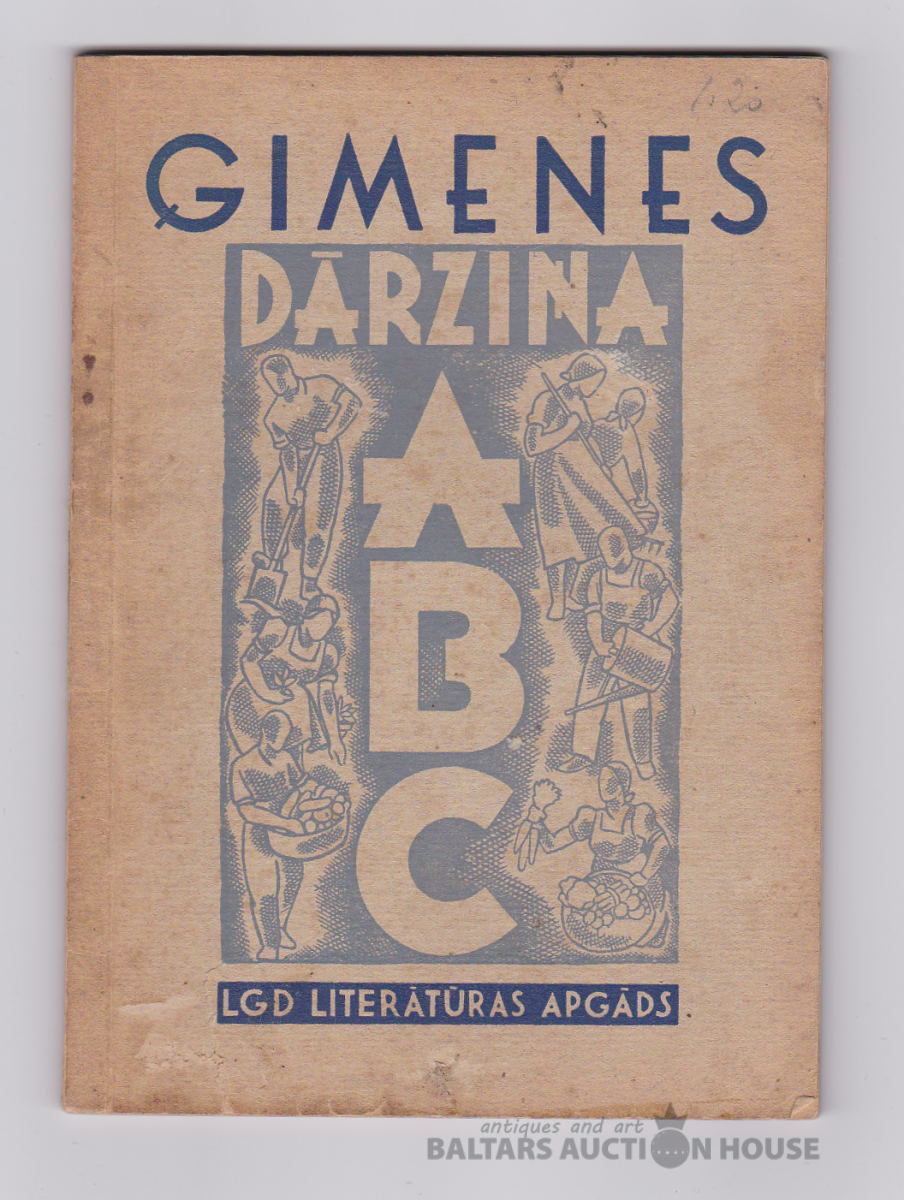 ĢIMENES
DĀRZIŅA
A
B
C
LGD LITERĀTŪRAS APGĀDS
antiques and art
BALTARS AUCTION HOUSE